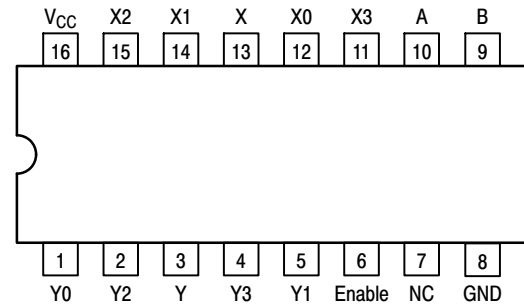 VCC X2 X1 X X0 X3 A B
16 15 14 13 12 11 10 9
1 2 3 4 5 6 7 8
Y0 Y2 Y Y3 Y1 Enable NC GND